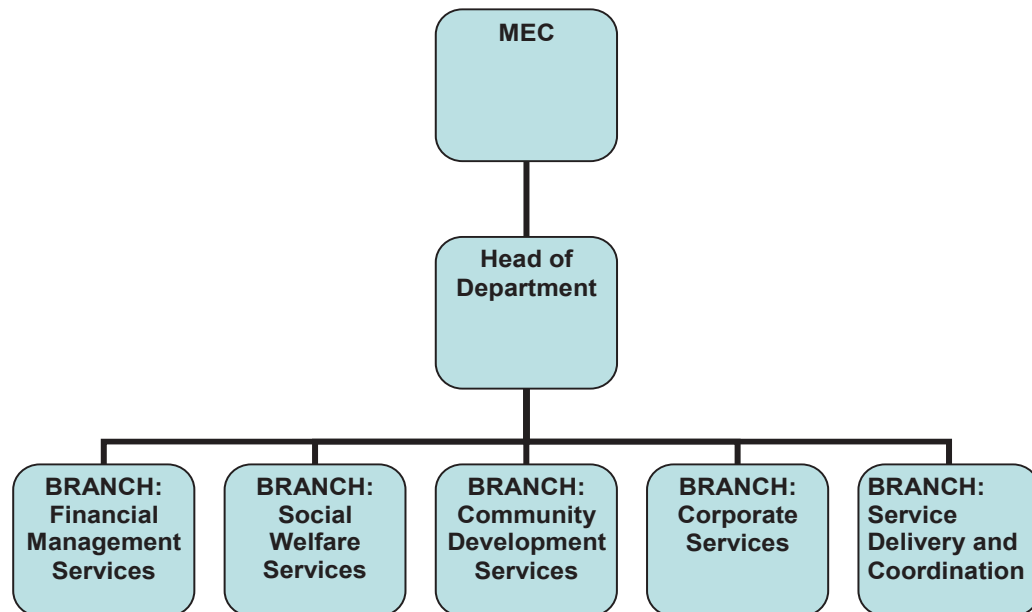 MEC
Head of
Department
BRANCH:
Financial
Management
Services
BRANCH:
Social
Welfare
Services
BRANCH:
Community
Development
Services
BRANCH:
Corporate
Services
BRANCH:
Service
Delivery and
Coordination